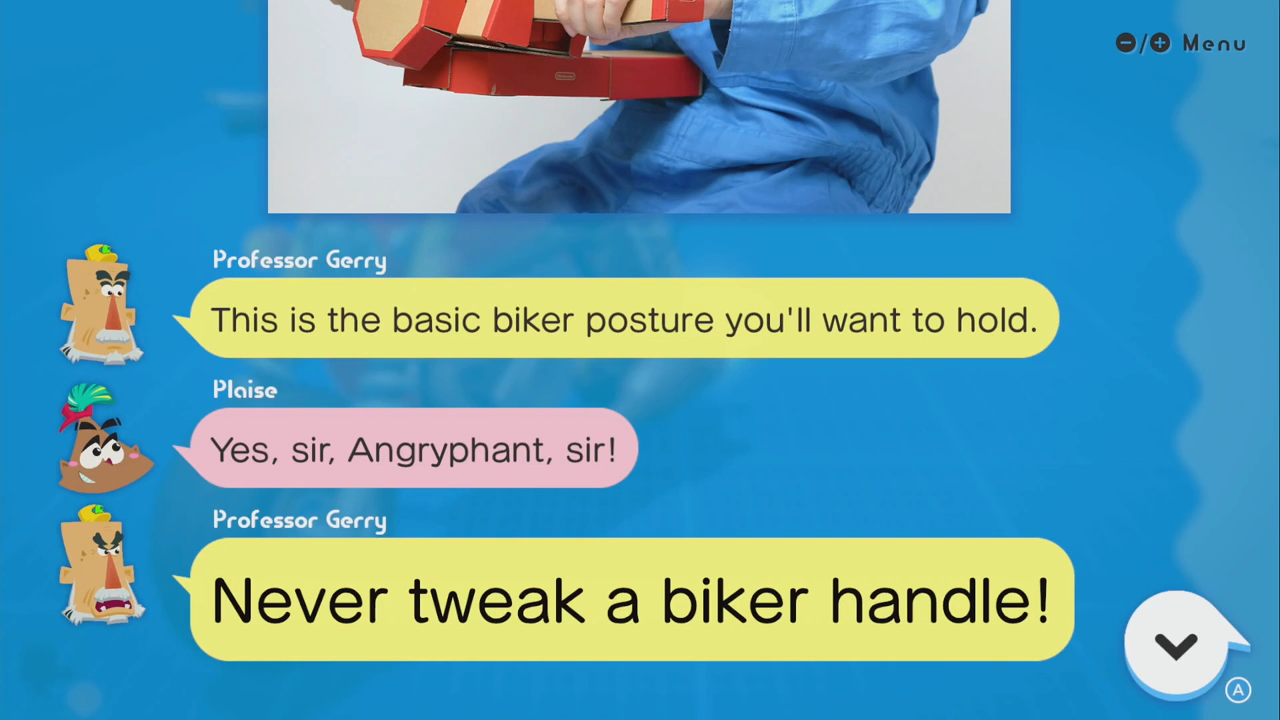 Menu
Professor Gerry
This is the basic biker posture you'll want to hold.
Plaise
Yes, sir, Angryphant, sir!
Professor Gerry
Never tweak a biker handle!
A